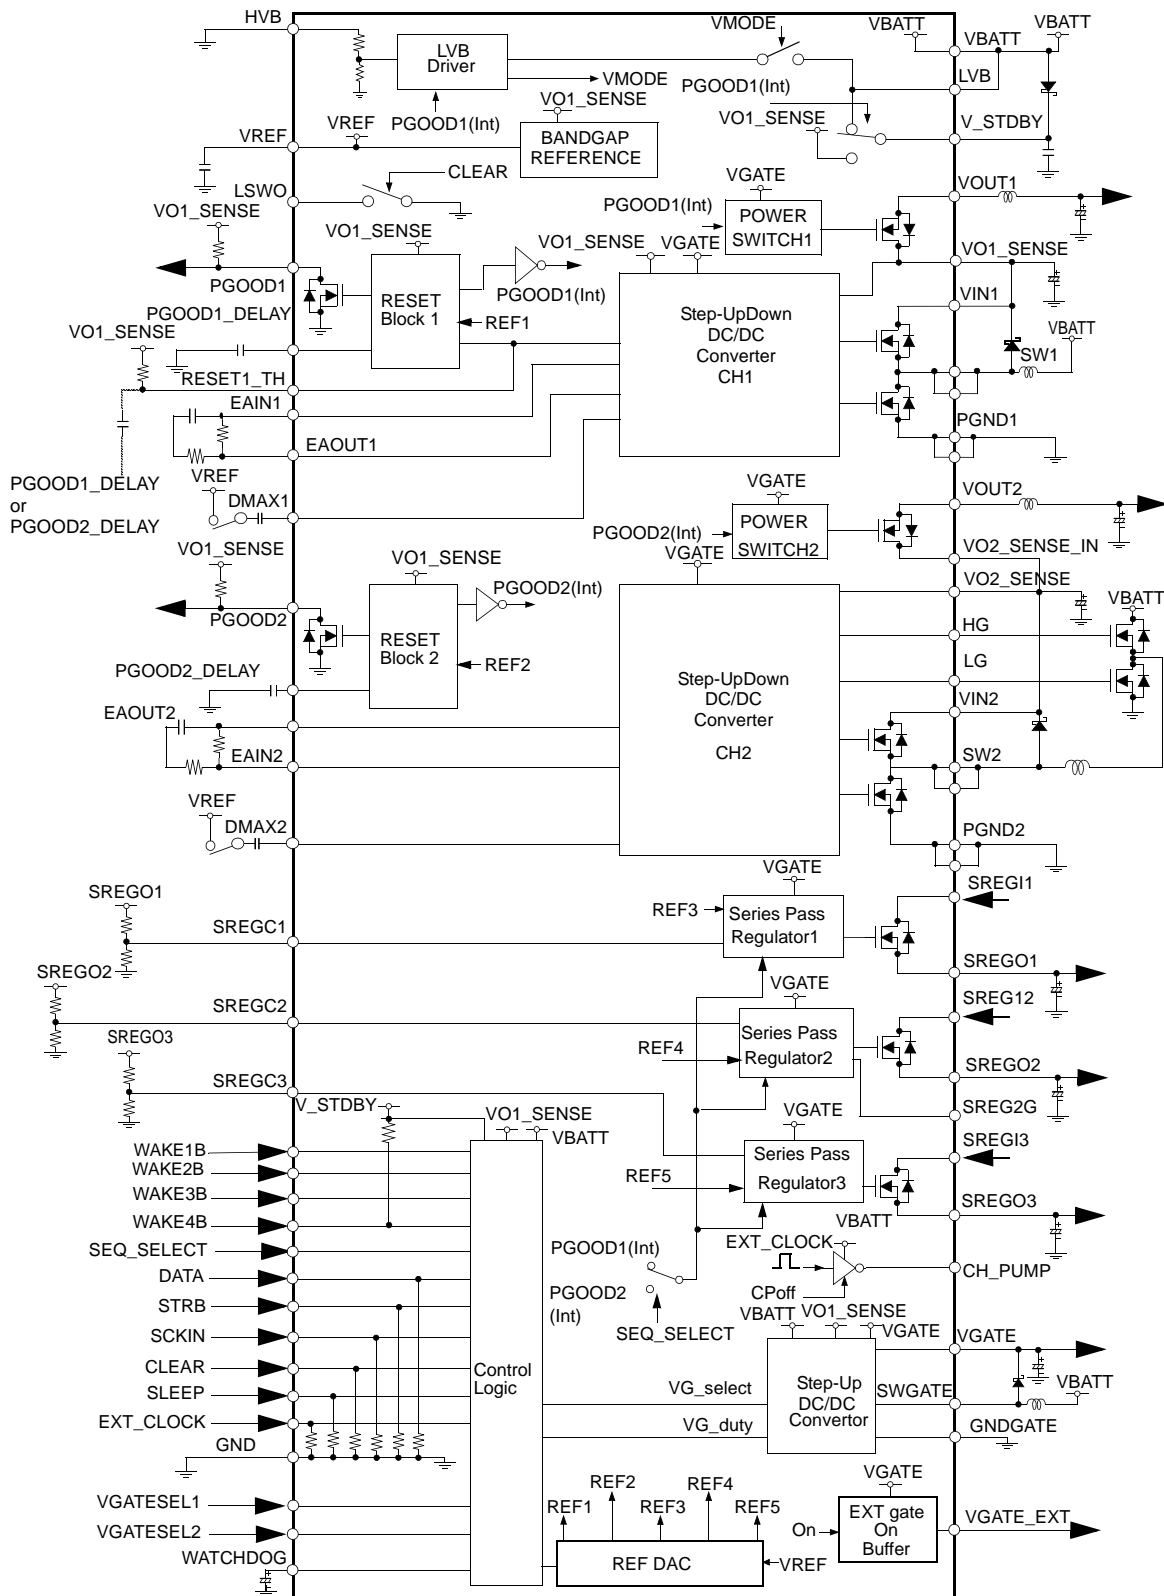 HVB
VMODE
VBATT
VBATT
VBATT
LVB
Driver
VMODE
PGOOD1(Int)
LVB
PGOOD1(Int)
VO1_SENSE
VO1_SENSE
V_STDBY
VREF
VREF
BANDGAP
REFERENCE
CLEAR
LSWO
VGATE
VOUT1
VO1_SENSE
PGOOD1(Int)
POWER
SWITCH1
VO1_SENSE
VO1_SENSE
VGATE
VO1_SENSE
PGOOD1
PGOOD1(Int)
RESET
Block 1
REF1
PGOOD1_DELAY
VO1_SENSE
Step-UpDown
DC/DC
Converter
CH1
VIN1
VBATT
SW1
RESET1_TH
EAIN1
EAOUT1
PGND1
PGOOD1_DELAY
or
PGOOD2_DELAY
VREF
DMAX1
VGATE
VOUT2
PGOOD2(Int)
POWER
SWITCH2
VO1_SENSE
VO1_SENSE
VGATE
VO2_SENSE_IN
VO2_SENSE
PGOOD2(Int)
VBATT
PGOOD2
RESET
Block 2
REF2
HG
LG
PGOOD2_DELAY
Step-UpDown
DC/DC
Converter
CH2
VIN2
EAOUT2
EAIN2
SW2
VREF
DMAX2
PGND2
VGATE
SREGI1
SREGO1
REF3
Series Pass
Regulator1
SREGC1
SREGO1
SREGO2
VGATE
SREG12
SREGC2
Series Pass
Regulator2
REF4
SREGO3
SREGO2
SREGC3
V_STDBY
VO1_SENSE
VBATT
VGATE
SREG2G
SREGI3
WAKE1B
WAKE2B
WAKE3B
WAKE4B
SEQ_SELECT
DATA
STRB
SCKIN
CLEAR
SLEEP
EXT_CLOCK
GND
Series Pass
Regulator3
REF5
SREGO3
VBATT
PGOOD1(Int)
PGOOD2
(Int)
SEQ_SELECT
EXT_CLOCK
CPoff
CH_PUMP
VBATT
VO1_SENSE
VGATE
VGATE
Control
Logic
VG_select
VG_duty
Step-Up
DC/DC
Convertor
SWGATE
VBATT
GNDGATE
VGATESEL1
VGATESEL2
WATCHDOG
REF1
REF2
REF3
REF4
REF5
REF DAC
VREF
VGATE
On
EXT gate
On
Buffer
VGATE_EXT